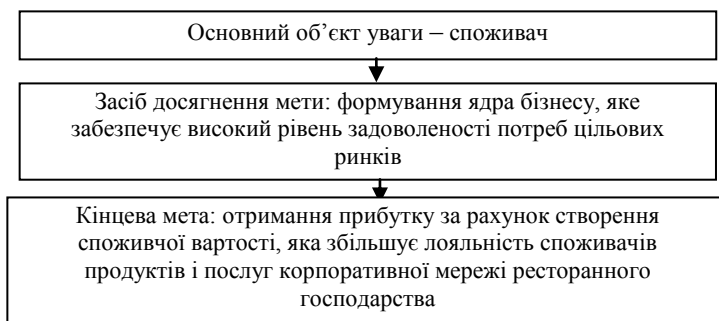 Основний об’єкт уваги – споживач
Засіб досягнення мети: формування ядра бізнесу, яке
забезпечує високий рівень задоволеності потреб цільових
ринків
Кінцева мета: отримання прибутку за рахунок створення
споживчої вартості, яка збільшує лояльність споживачів
продуктів і послуг корпоративної мережі ресторанного
господарства